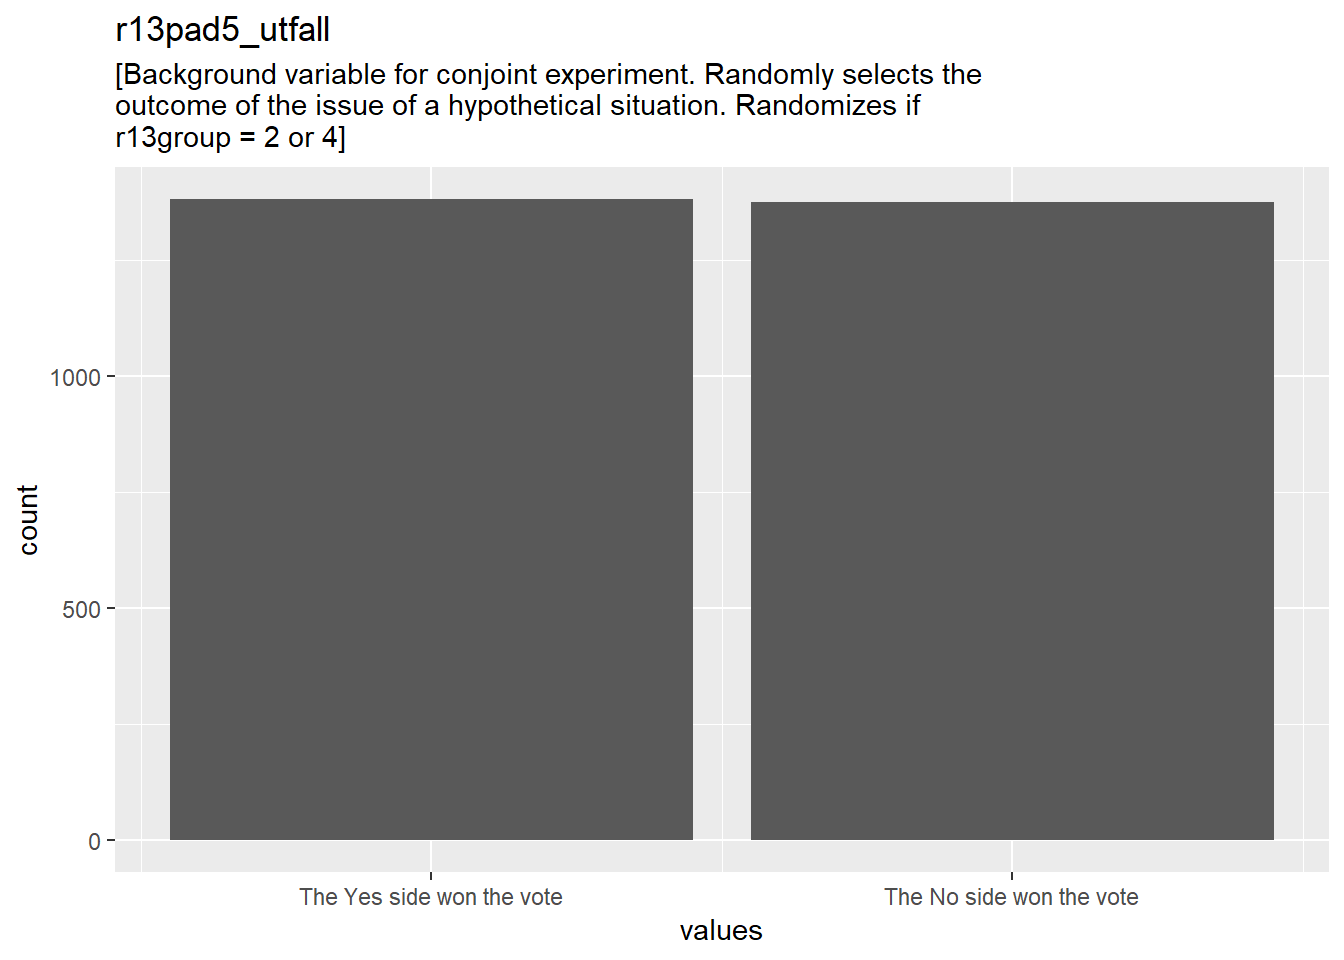 r13pad5_utfall
[Background variable for conjoint experiment. Randomly selects the
outcome of the issue of a hypothetical situation. Randomizes if
r13group = 2 or 4]
1000
500
0
count
The Yes side won the vote
The No side won the vote
values